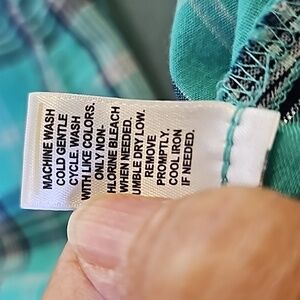 MACHINE WASH
COLD GENTLE
CYCLE. WASH
WITH LIKE COLORS.
ONLY NON-
HLORINE BLEACH
WHEN NEEDED.
UMBLE DRY LOW.
REMOVE
PROMPTLY.
COOL IRON
IF NEEDED.